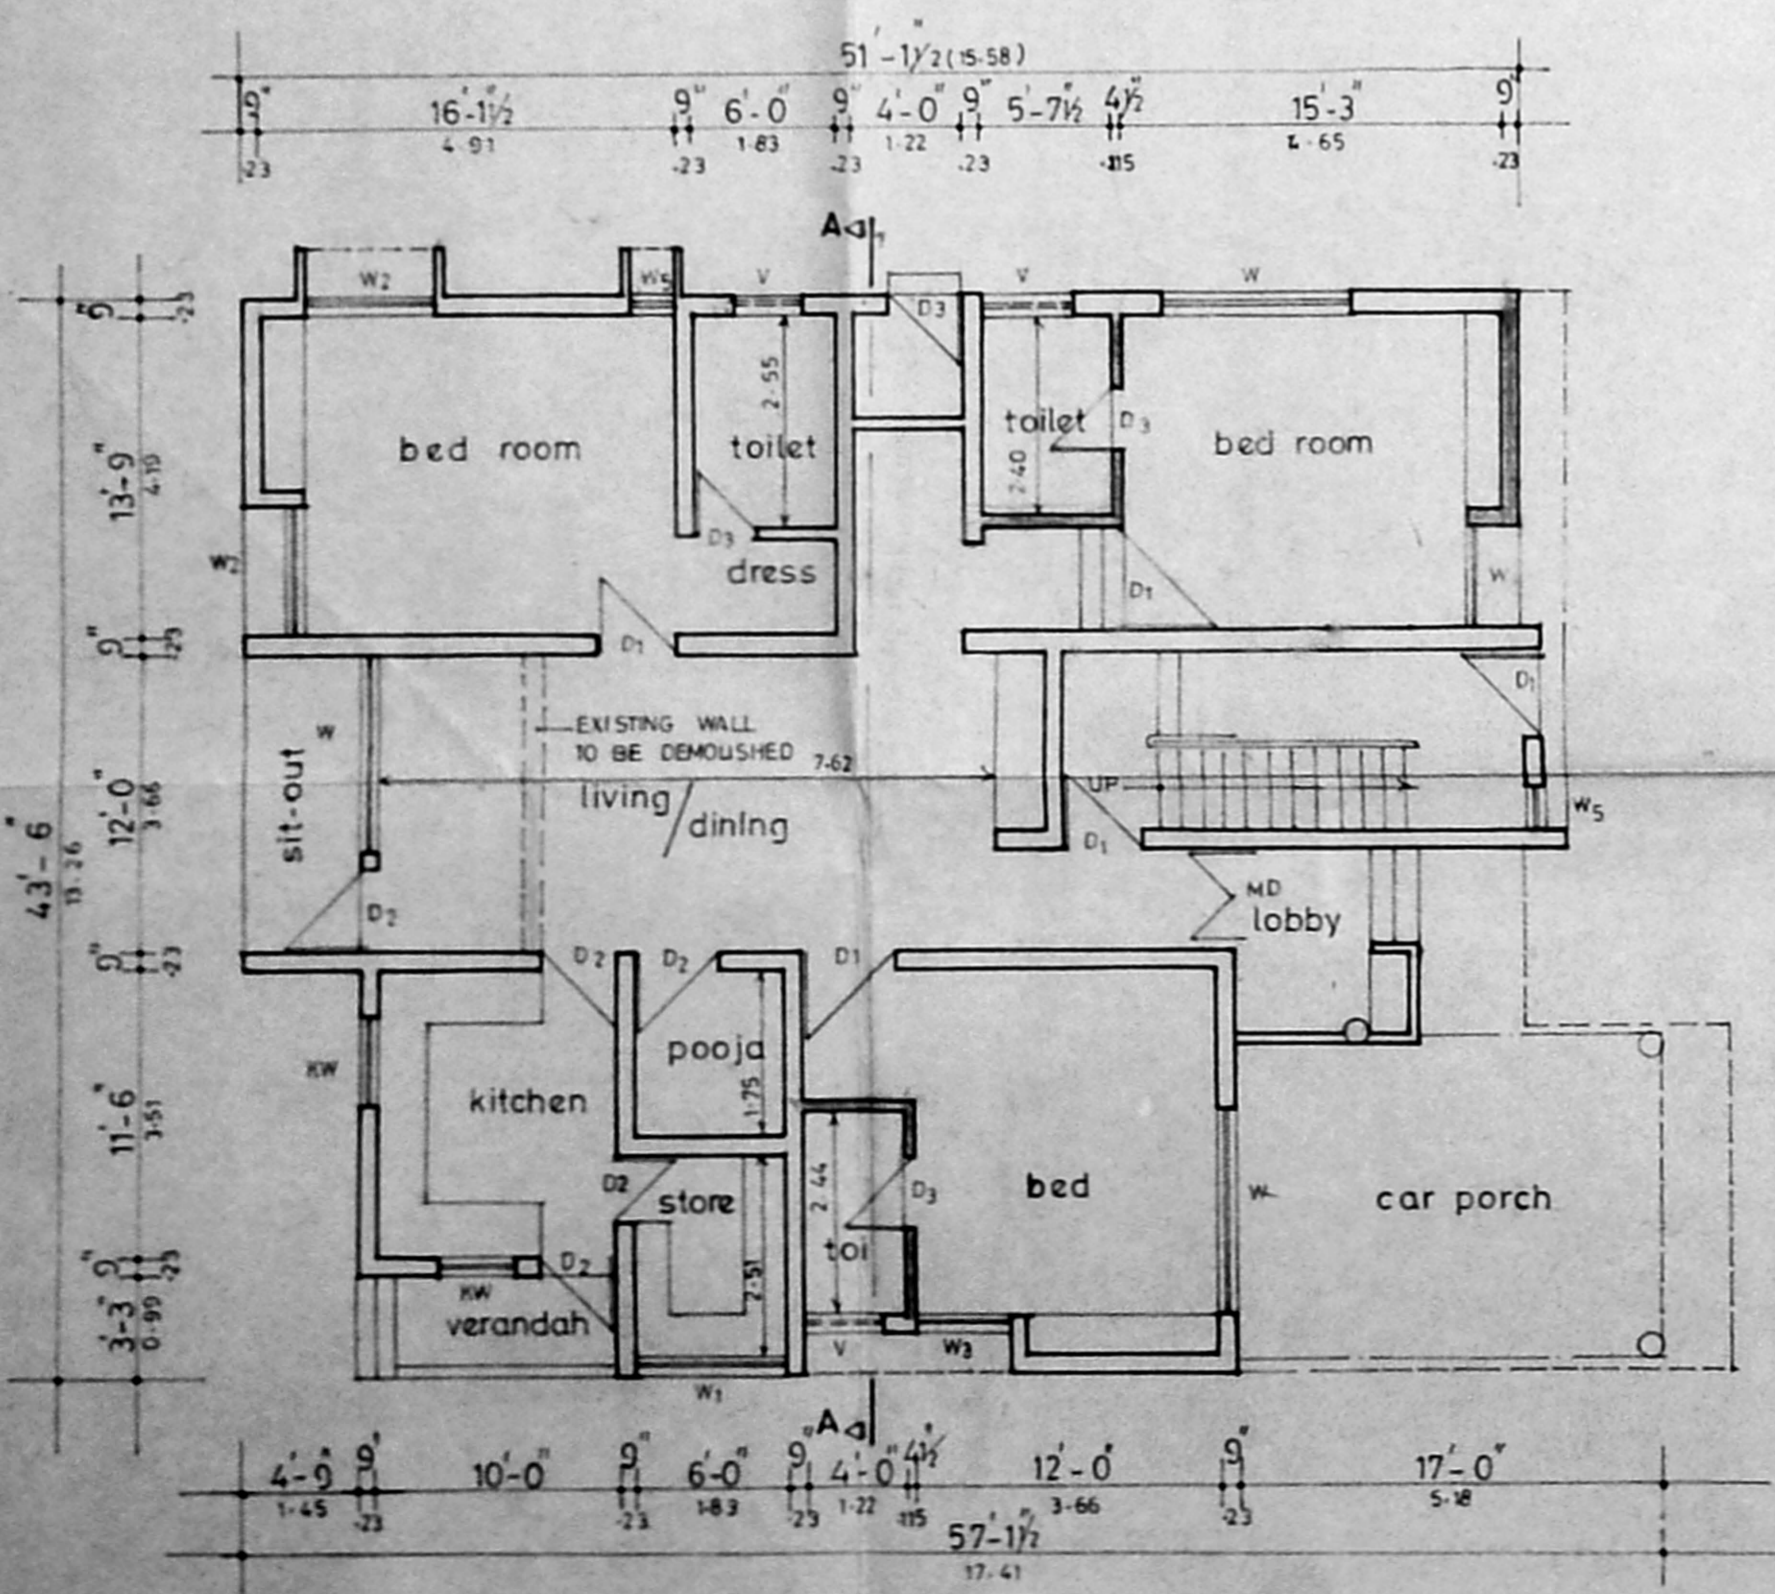 51'-1½" (15·58)
9" 16'-1½" 9" 6'-0" 9" 4'-0" 9" 5'-7½ 4½" 15'-3" 9"
·23 4·91 ·23 1·83 ·23 1·22 ·23 ·115 4·65 ·23
A
W2 W5 V D3 V W
9" ·23
2·55
bed room toilet toilet D3 bed room
2·40
13'-9" 4·19
D3
dress
W2 D1 W
9" ·23 D1
EXISTING WALL
TO BE DEMOLISHED 7·62
D1
W
sit-out
living/
dining
UP
W5
12'-0" 3·66
43'-6" 13·26
D1
MD
lobby
D2
9" ·23
D2 D2 D1
pooja
1·75
KW
kitchen
11'-6" 3·51
D2 store
2·44
D3 bed W car porch
toi
2·51
9" ·23
D2
KW
verandah
3'-3" 0·99
V W3
W1
A
4'-9" 9" 10'-0" 9" 6'-0" 9" 4'-0" 4½" 12'-0" 9" 17'-0"
1·45 ·23 ·23 1·83 ·23 1·22 ·115 3·66 ·23 5·18
57'-1½"
17·41